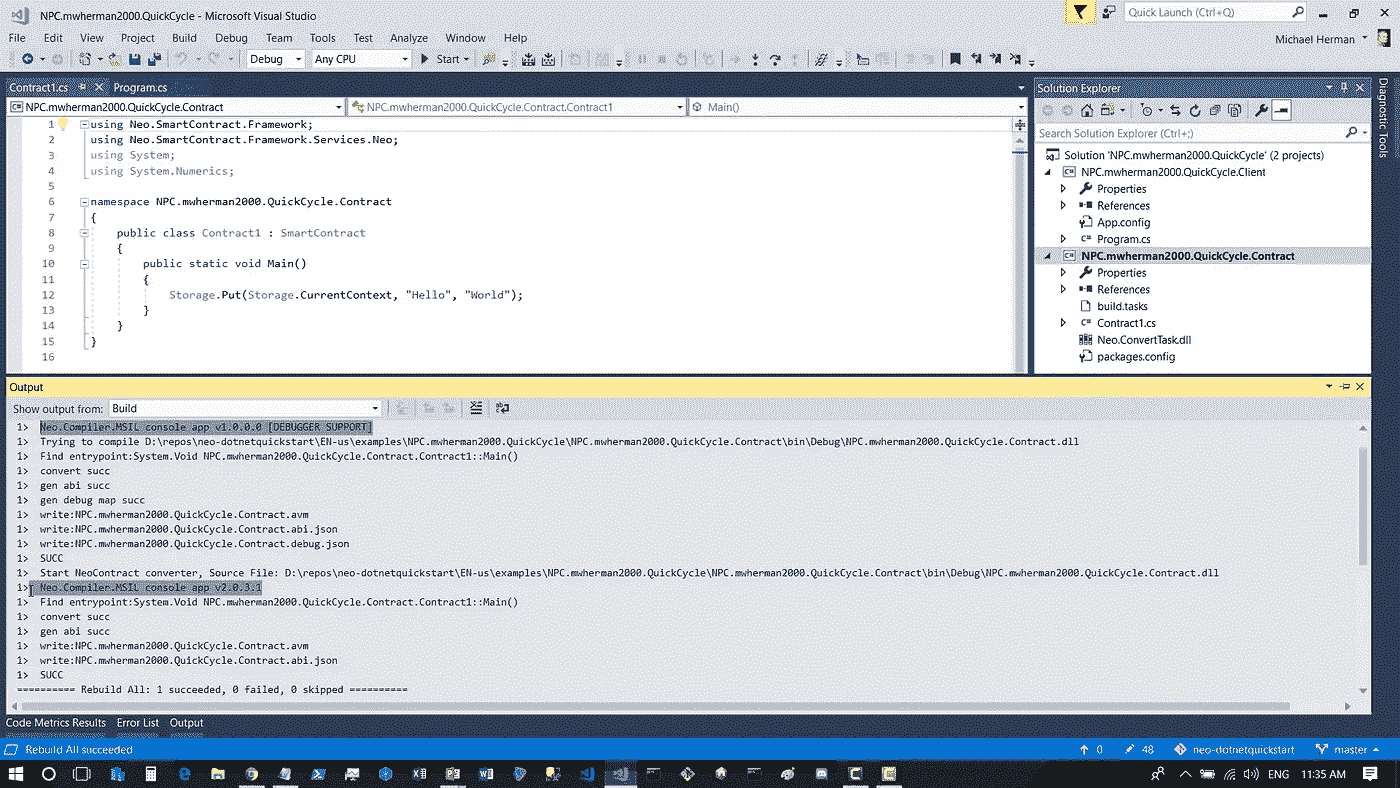 NPC.mwherman2000.QuickCycle - Microsoft Visual Studio
Quick Launch (Ctrl+Q)
File Edit View Project Build Debug Team Tools Test Analyze Window Help
Michael Herman
Debug Any CPU Start
Contract1.cs Program.cs
NPC.mwherman2000.QuickCycle.Contract NPC.mwherman2000.QuickCycle.Contract.Contract1 Main()
1 using Neo.SmartContract.Framework;
2 using Neo.SmartContract.Framework.Services.Neo;
3 using System;
4 using System.Numerics;
5
6 namespace NPC.mwherman2000.QuickCycle.Contract
7 {
8 public class Contract1 : SmartContract
9 {
10 public static void Main()
11 {
12 Storage.Put(Storage.CurrentContext, "Hello", "World");
13 }
14 }
15 }
16
Solution Explorer
Search Solution Explorer (Ctrl+;)
Solution 'NPC.mwherman2000.QuickCycle' (2 projects)
NPC.mwherman2000.QuickCycle.Client
Properties
References
App.config
C# Program.cs
NPC.mwherman2000.QuickCycle.Contract
Properties
References
build.tasks
C# Contract1.cs
Neo.ConvertTask.dll
packages.config
Diagnostic Tools
Output
Show output from: Build
1> Neo.Compiler.MSIL console app v1.0.0.0 [DEBUGGER SUPPORT]
1> Trying to compile D:\repos\neo-dotnetquickstart\EN-us\examples\NPC.mwherman2000.QuickCycle\NPC.mwherman2000.QuickCycle.Contract\bin\Debug\NPC.mwherman2000.QuickCycle.Contract.dll
1> Find entrypoint:System.Void NPC.mwherman2000.QuickCycle.Contract.Contract1::Main()
1> convert succ
1> gen abi succ
1> gen debug map succ
1> write:NPC.mwherman2000.QuickCycle.Contract.avm
1> write:NPC.mwherman2000.QuickCycle.Contract.abi.json
1> write:NPC.mwherman2000.QuickCycle.Contract.debug.json
1> SUCC
1> Start NeoContract converter, Source File: D:\repos\neo-dotnetquickstart\EN-us\examples\NPC.mwherman2000.QuickCycle\NPC.mwherman2000.QuickCycle.Contract\bin\Debug\NPC.mwherman2000.QuickCycle.Contract.dll
1> Neo.Compiler.MSIL console app v2.0.3.1
1> Find entrypoint:System.Void NPC.mwherman2000.QuickCycle.Contract.Contract1::Main()
1> convert succ
1> gen abi succ
1> write:NPC.mwherman2000.QuickCycle.Contract.avm
1> write:NPC.mwherman2000.QuickCycle.Contract.abi.json
1> SUCC
========== Rebuild All: 1 succeeded, 0 failed, 0 skipped ==========
Code Metrics Results Error List Output
Rebuild All succeeded 0 48 neo-dotnetquickstart master
ENG 11:35 AM